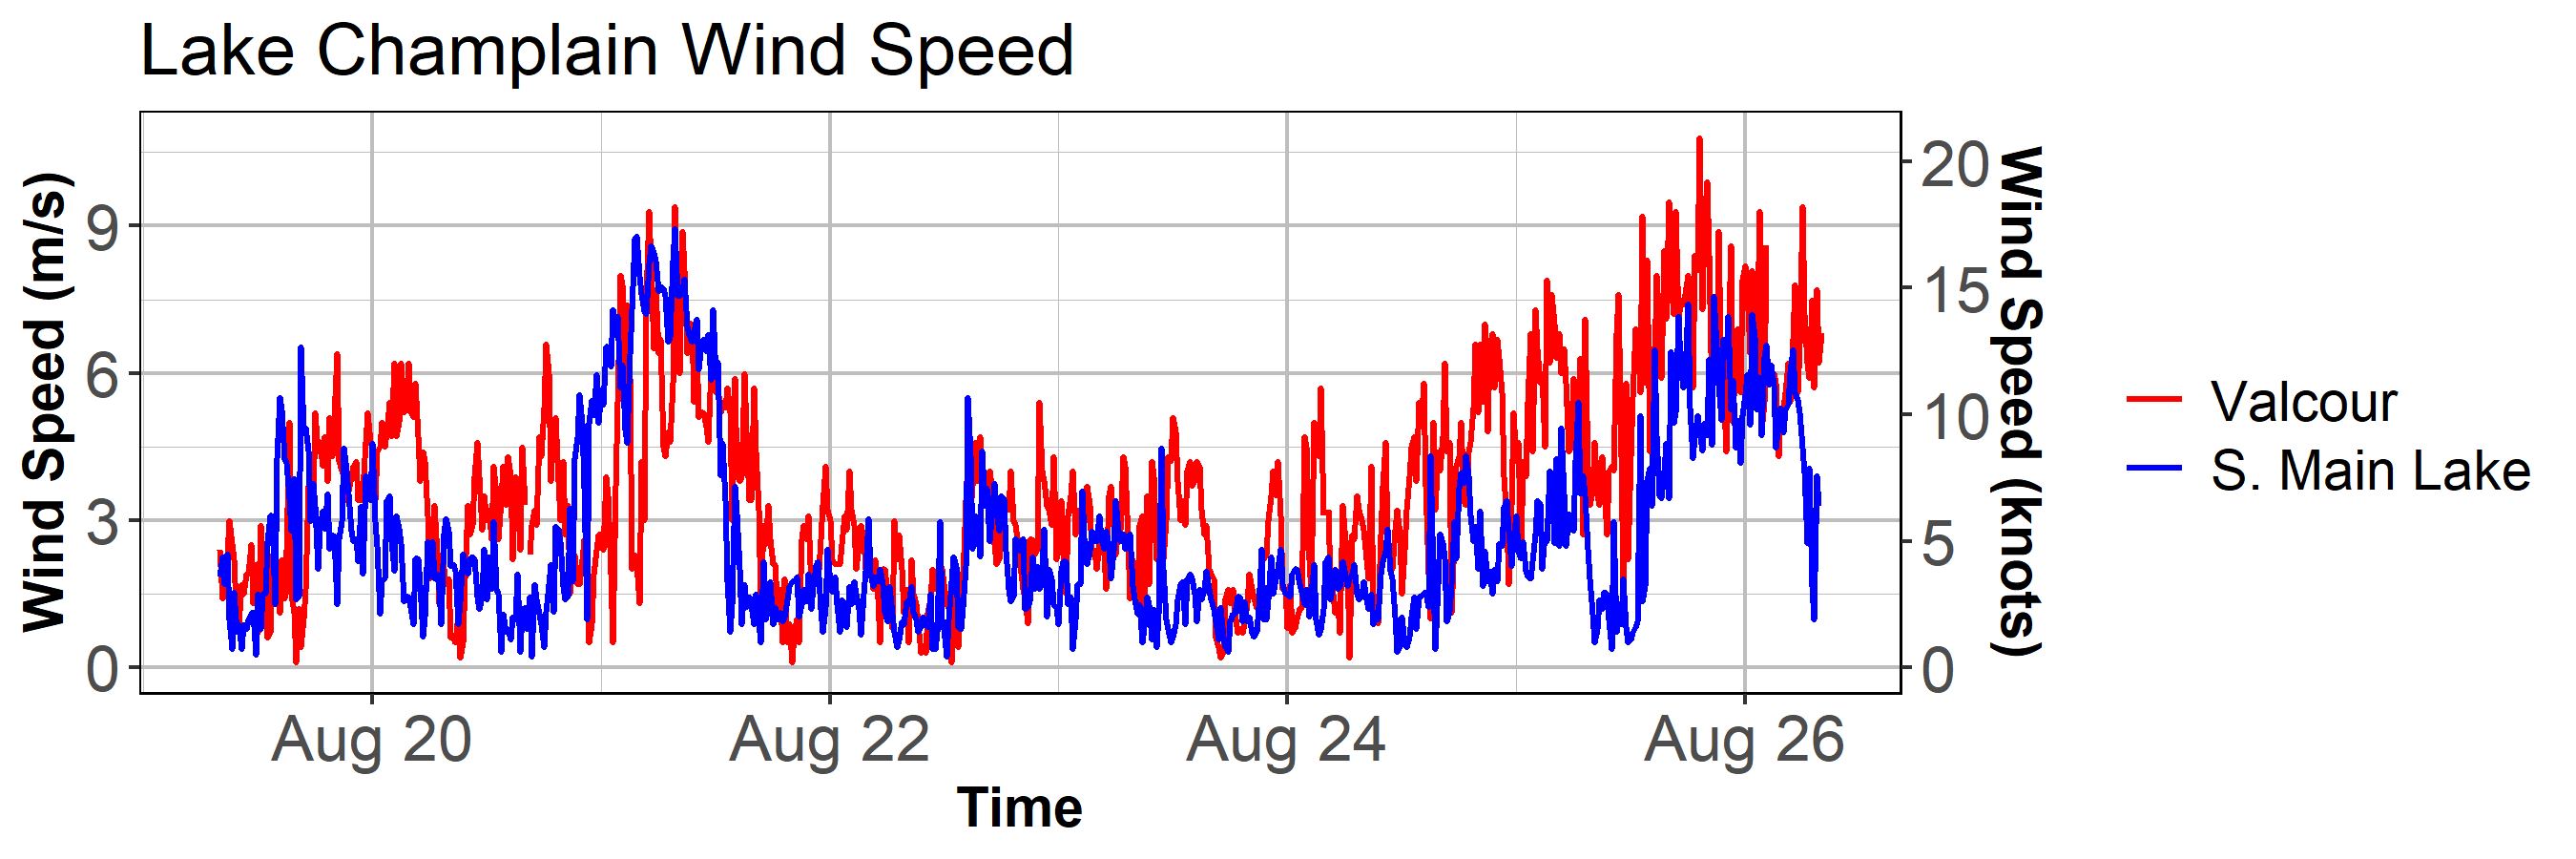 Lake Champlain Wind Speed
Wind Speed (m/s)
9
6
3
0
20
15
10
5
0
Wind Speed (knots)
Aug 20
Aug 22
Aug 24
Aug 26
Time
Valcour
S. Main Lake